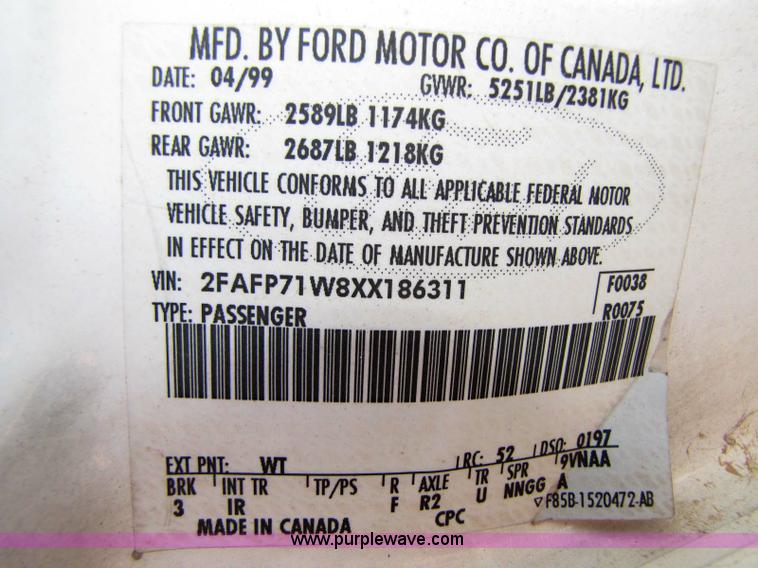 MFD. BY FORD MOTOR CO. OF CANADA, LTD.
DATE: 04/99 GVWR: 5251LB/2381KG
FRONT GAWR: 2589LB 1174KG
REAR GAWR: 2687LB 1218KG
THIS VEHICLE CONFORMS TO ALL APPLICABLE FEDERAL MOTOR
VEHICLE SAFETY, BUMPER, AND THEFT PREVENTION STANDARDS
IN EFFECT ON THE DATE OF MANUFACTURE SHOWN ABOVE.
VIN: 2FAFP71W8XX186311 F0038
TYPE: PASSENGER R0075
EXT PNT: WT RC: 52 DSO: 0197
BRK INT TR TP/PS R AXLE TR SPR 9VNAA
3 IR F R2 U NNGG A
CPC ▽F85B-1520472-AB
MADE IN CANADA
www.purplewave.com